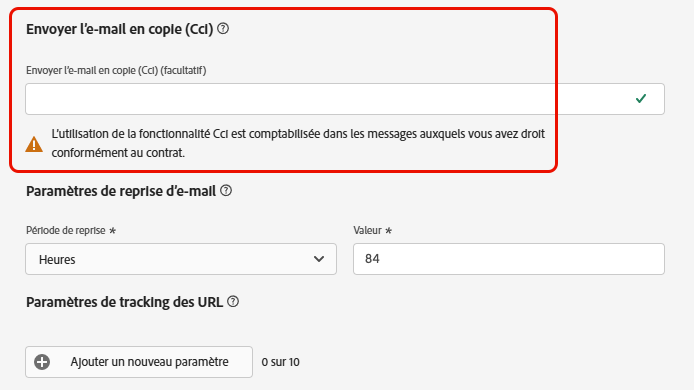 Envoyer l'e-mail en copie (Cci)
Envoyer l'e-mail en copie (Cci) (facultatif)
L'utilisation de la fonctionnalité Cci est comptabilisée dans les messages auxquels vous avez droit
conformément au contrat.
Paramètres de reprise d'e-mail
Période de reprise * Valeur *
Heures 84
Paramètres de tracking des URL
Ajouter un nouveau paramètre 0 sur 10